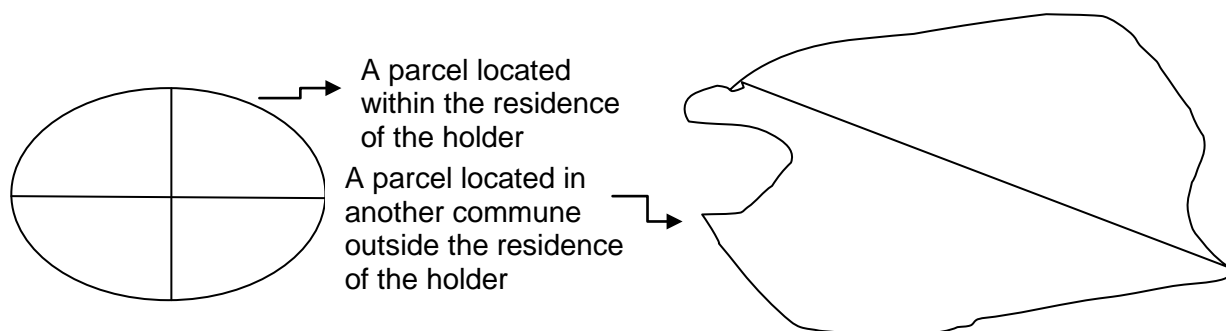 A parcel located
within the residence
of the holder
A parcel located in
another commune
outside the residence
of the holder